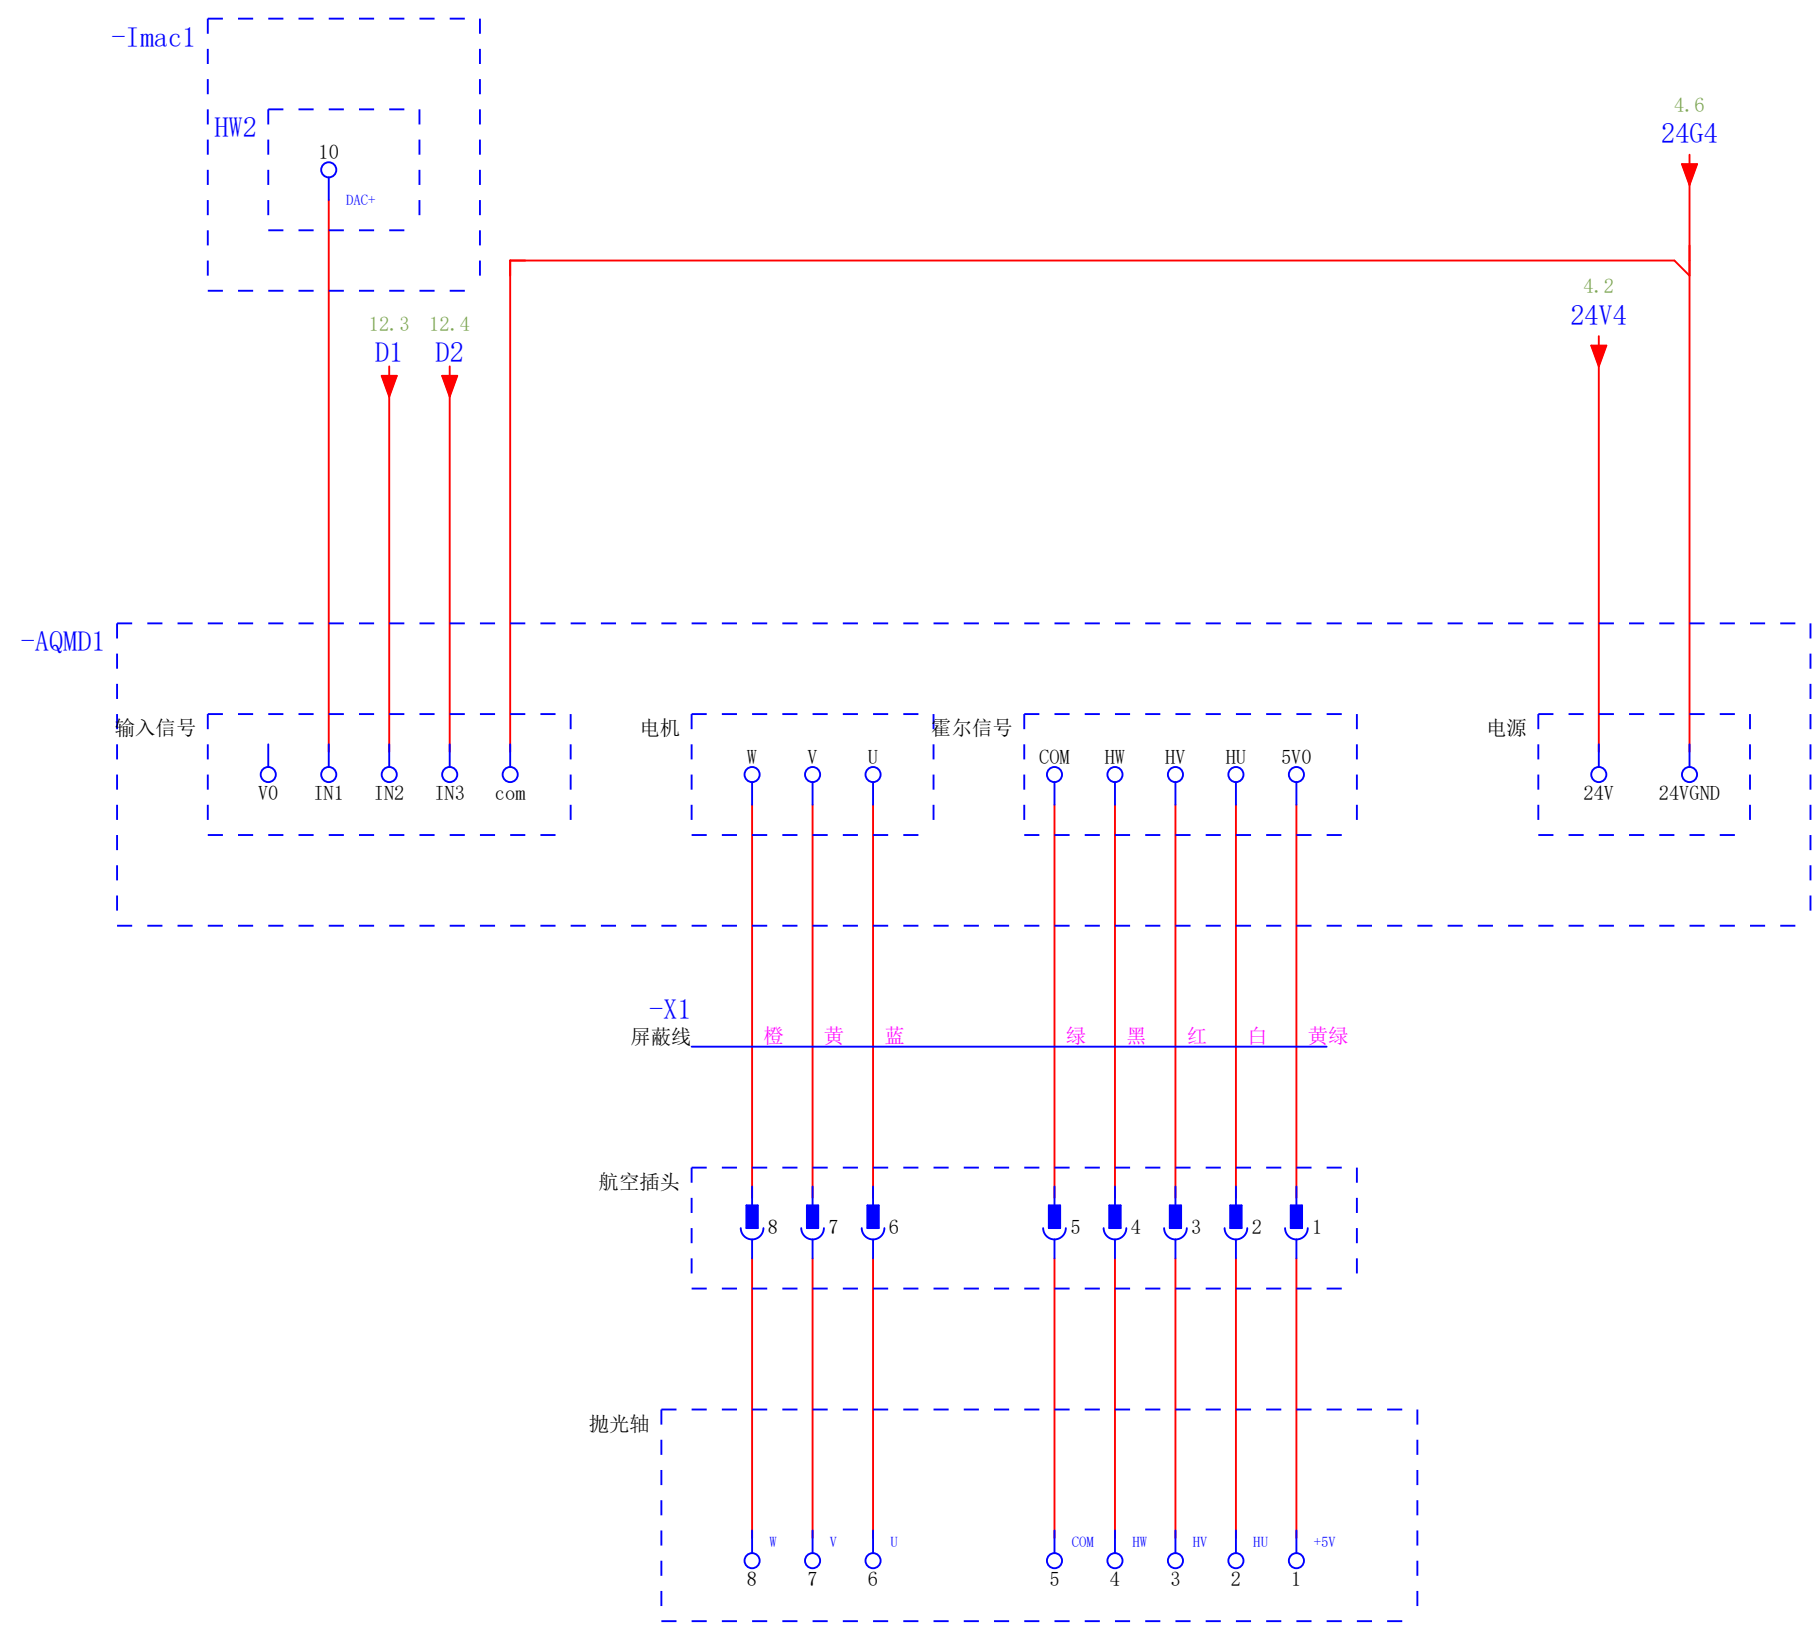 -Imac1
HW2
10
DAC+
4.6
24G4
4.2
24V4
12.3 12.4
D1 D2
-AQMD1
输入信号
电机
霍尔信号
电源
W V U
COM HW HV HU 5VO
VO IN1 IN2 IN3 com
24V 24VGND
-X1
屏蔽线
橙 黄 蓝 绿 黑 红 白 黄绿
航空插头
8 7 6 5 4 3 2 1
抛光轴
W V U COM HW HV HU +5V
8 7 6 5 4 3 2 1